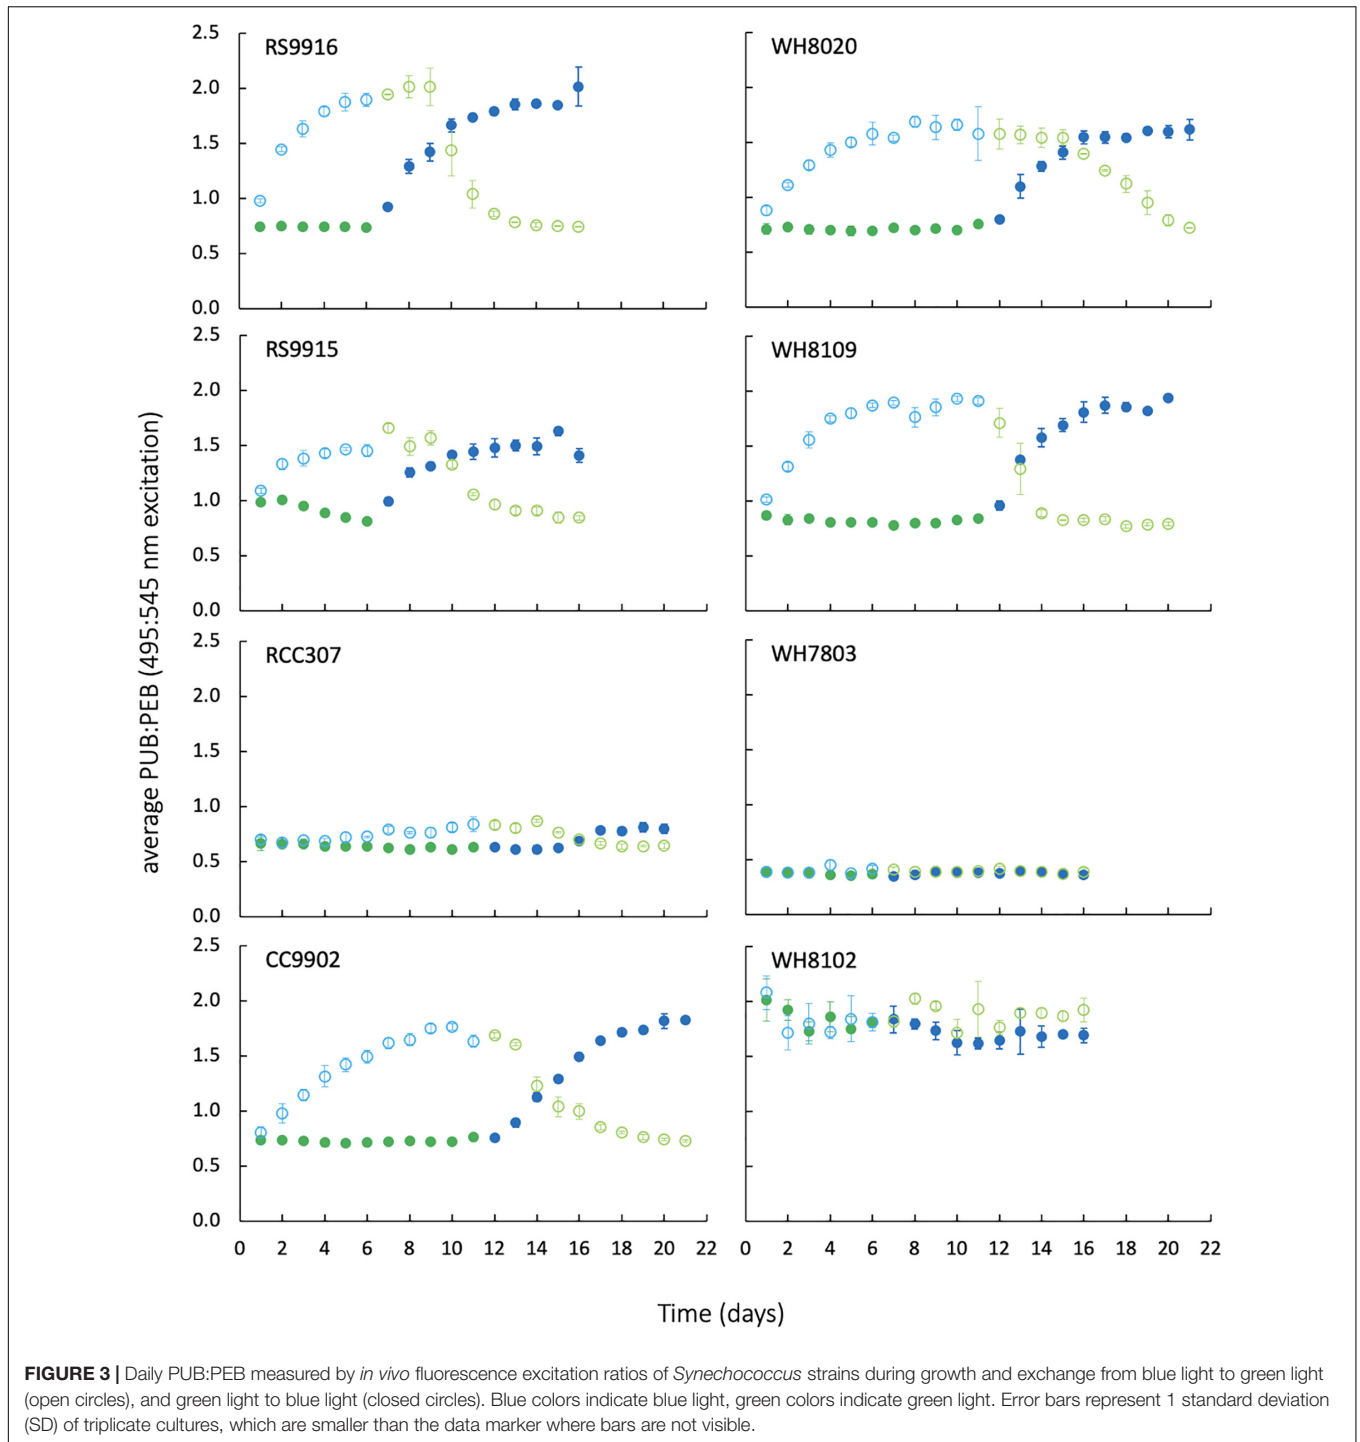 RS9916
WH8020
2.5
2.0
1.5
1.0
0.5
0.0
RS9915
WH8109
2.5
2.0
1.5
1.0
0.5
0.0
RCC307
WH7803
2.5
2.0
1.5
1.0
0.5
0.0
CC9902
WH8102
2.5
2.0
1.5
1.0
0.5
0.0
average PUB:PEB (495:545 nm excitation)
0 2 4 6 8 10 12 14 16 18 20 22
0 2 4 6 8 10 12 14 16 18 20 22
Time (days)
FIGURE 3 | Daily PUB:PEB measured by in vivo fluorescence excitation ratios of Synechococcus strains during growth and exchange from blue light to green light
(open circles), and green light to blue light (closed circles). Blue colors indicate blue light, green colors indicate green light. Error bars represent 1 standard deviation
(SD) of triplicate cultures, which are smaller than the data marker where bars are not visible.